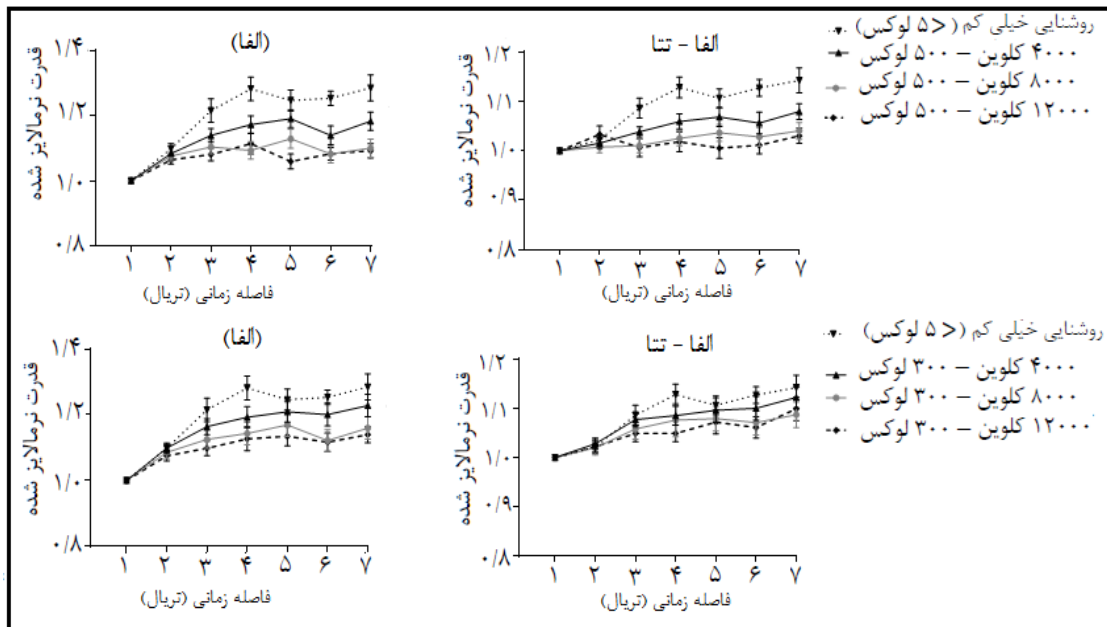 (الفا)
قدرت نرمالایز شده
۱/۴
۱/۲
۱/۰
۰/۸
۱ ۲ ۳ ۴ ۵ ۶ ۷
فاصله زمانی (تریال)
الفا - تتا
قدرت نرمالایز شده
۱/۲
۱/۱
۱/۰
۰/۹
۰/۸
۱ ۲ ۳ ۴ ۵ ۶ ۷
فاصله زمانی (تریال)
روشنایی خیلی کم (<۵ لوکس)
۴۰۰۰ کلوین – ۵۰۰ لوکس
۸۰۰۰ کلوین – ۵۰۰ لوکس
۱۲۰۰۰ کلوین – ۵۰۰ لوکس
(الفا)
قدرت نرمالایز شده
۱/۴
۱/۲
۱/۰
۰/۸
۱ ۲ ۳ ۴ ۵ ۶ ۷
فاصله زمانی (تریال)
الفا - تتا
قدرت نرمالایز شده
۱/۲
۱/۱
۱/۰
۰/۹
۰/۸
۱ ۲ ۳ ۴ ۵ ۶ ۷
فاصله زمانی (تریال)
روشنایی خیلی کم (<۵ لوکس)
۴۰۰۰ کلوین – ۳۰۰ لوکس
۸۰۰۰ کلوین – ۳۰۰ لوکس
۱۲۰۰۰ کلوین – ۳۰۰ لوکس